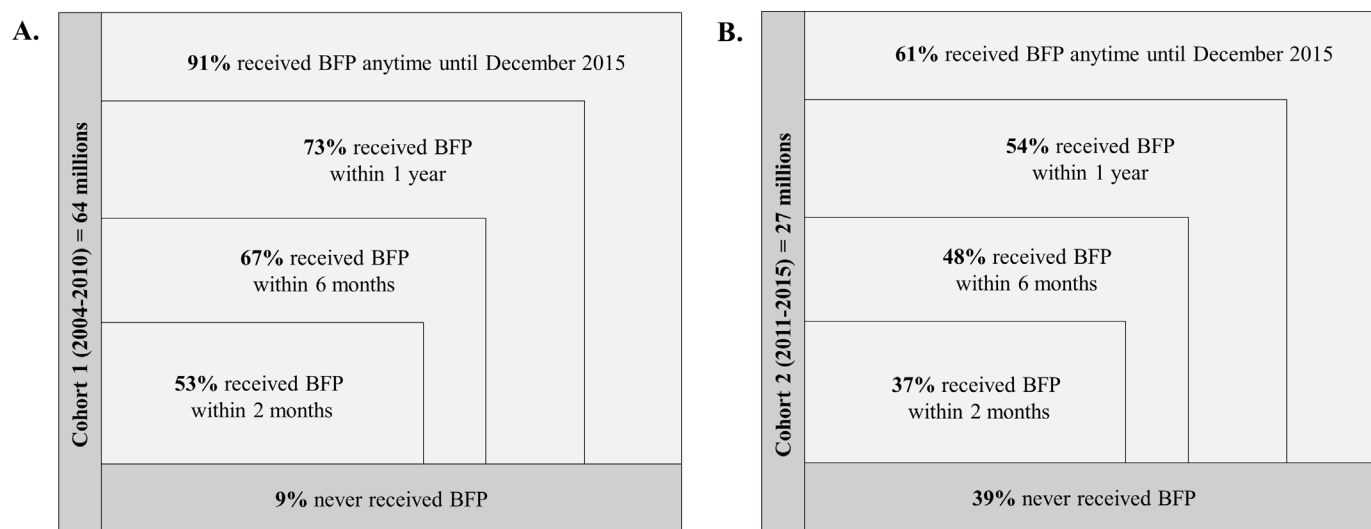 A.
Cohort 1 (2004-2010) = 64 millions
91% received BFP anytime until December 2015
73% received BFP
within 1 year
67% received BFP
within 6 months
53% received BFP
within 2 months
9% never received BFP
B.
Cohort 2 (2011-2015) = 27 millions
61% received BFP anytime until December 2015
54% received BFP
within 1 year
48% received BFP
within 6 months
37% received BFP
within 2 months
39% never received BFP